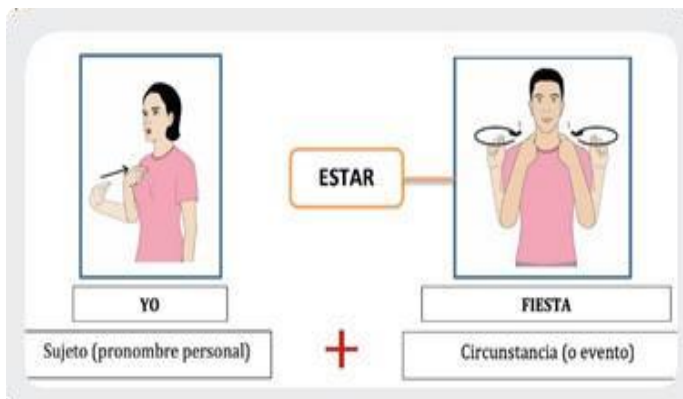 ESTAR
YO
FIESTA
Sujeto (pronombre personal)
+
Circunstancia (o evento)